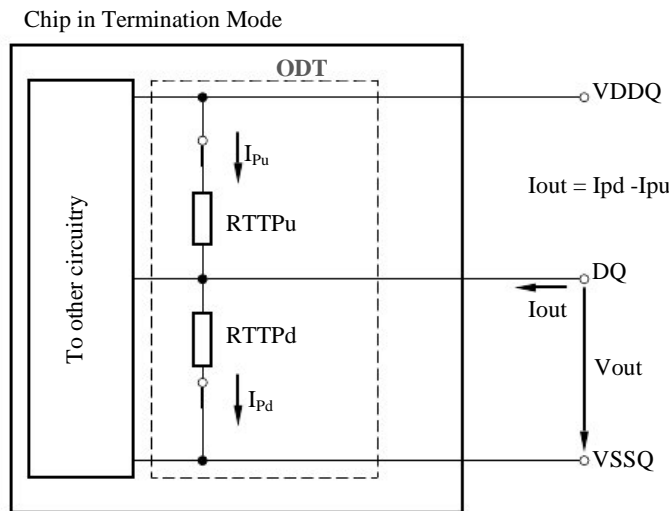 Chip in Termination Mode
ODT
VDDQ
IPu
Iout = Ipd -Ipu
RTTPu
To other circuitry
DQ
Iout
RTTPd
Vout
IPd
VSSQ